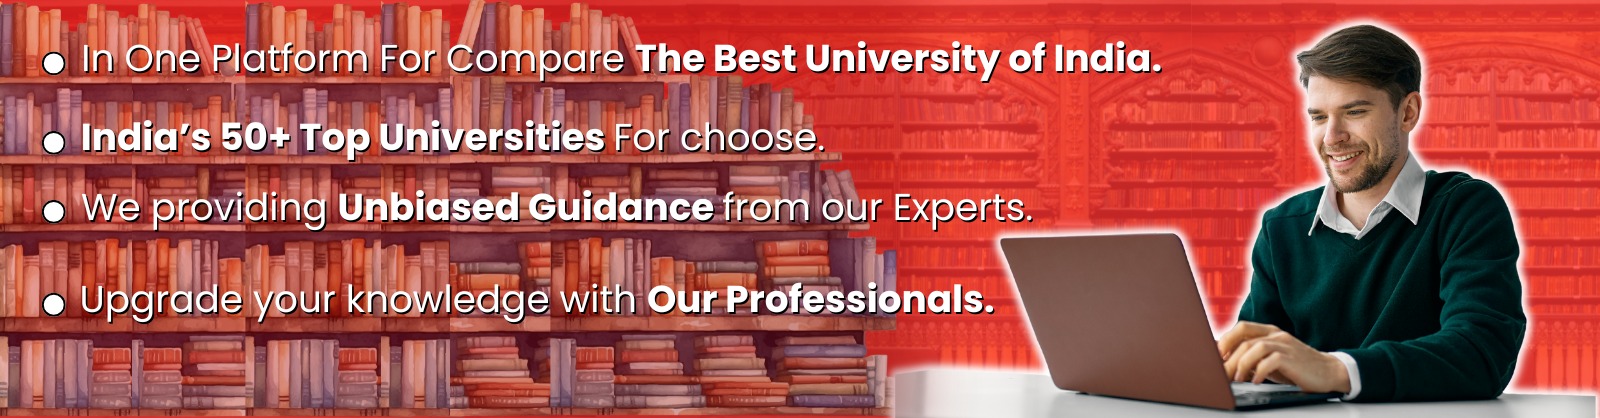 In One Platform For Compare The Best University of India.
India's 50+ Top Universities For choose.
We providing Unbiased Guidance from our Experts.
Upgrade your knowledge with Our Professionals.